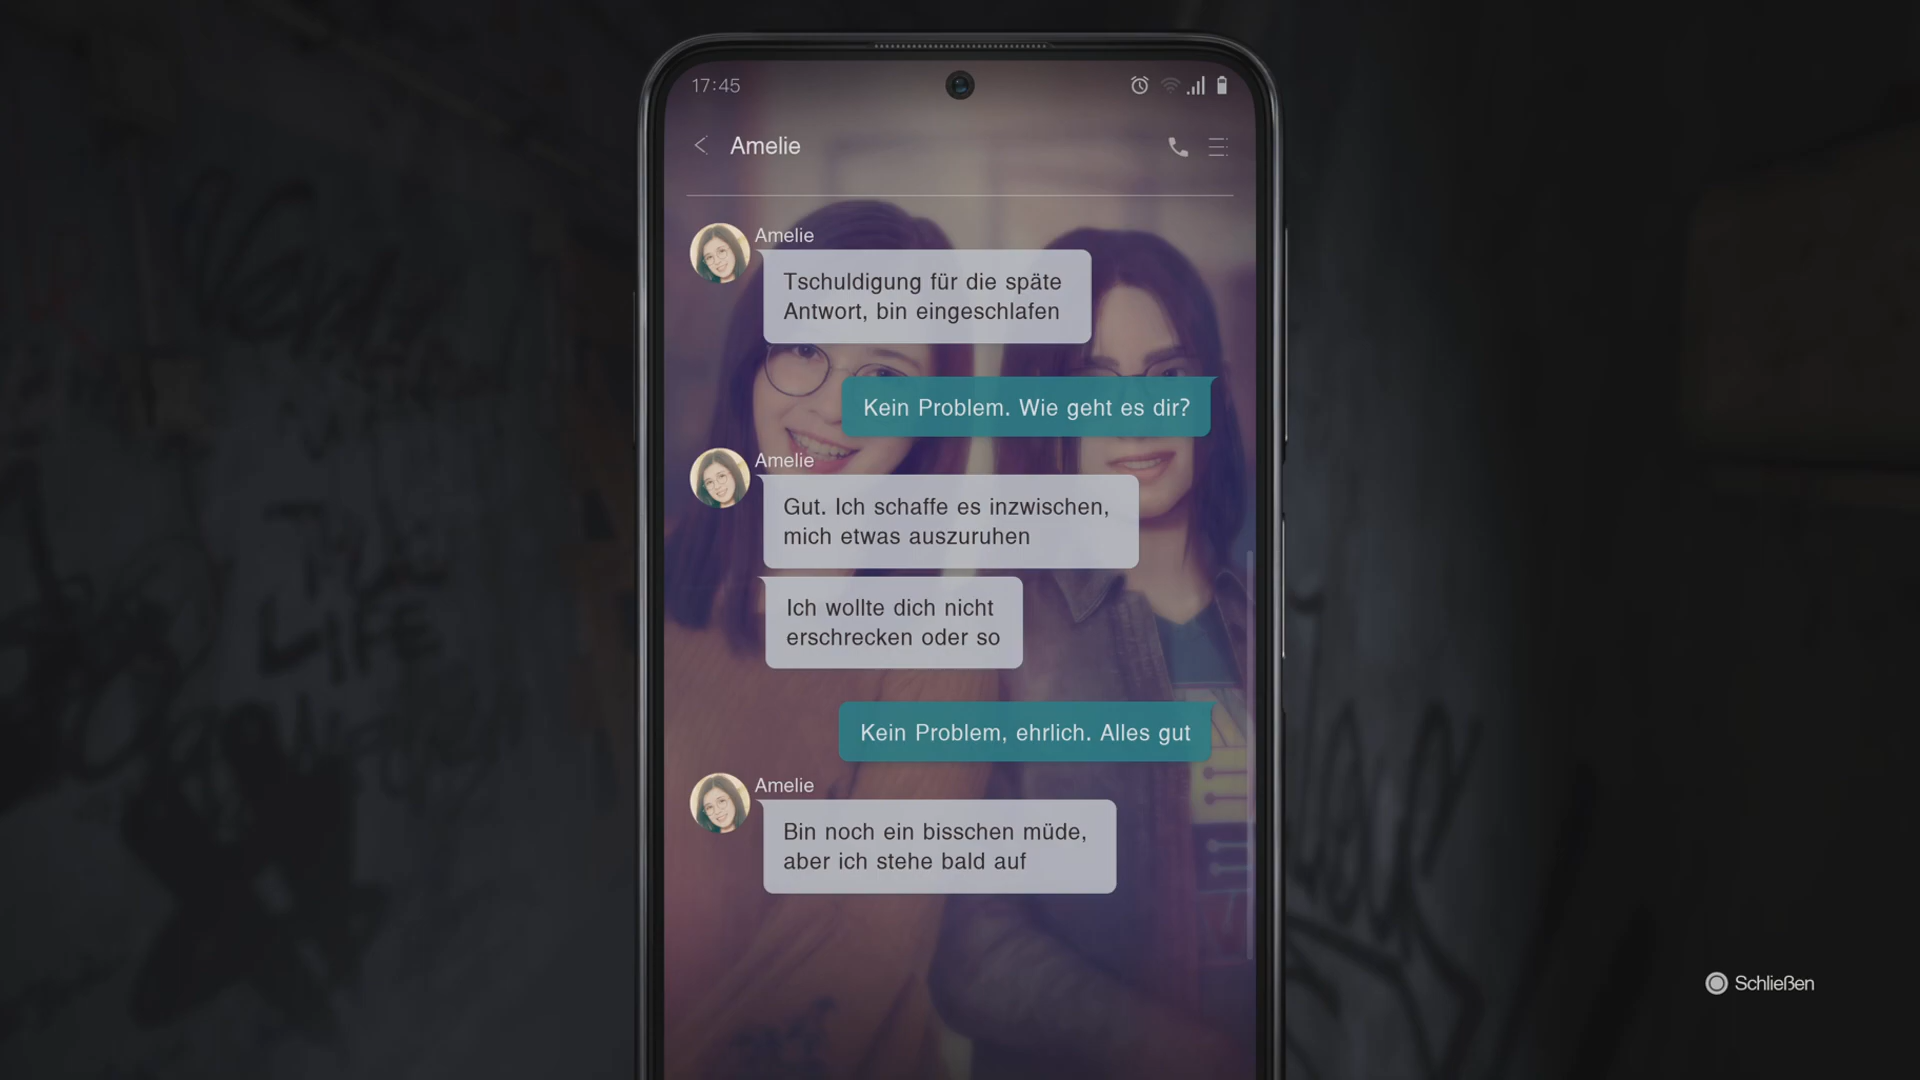 17:45
Amelie
Amelie
Tschuldigung für die späte
Antwort, bin eingeschlafen
Kein Problem. Wie geht es dir?
Amelie
Gut. Ich schaffe es inzwischen,
mich etwas auszuruhen
Ich wollte dich nicht
erschrecken oder so
Kein Problem, ehrlich. Alles gut
Amelie
Bin noch ein bisschen müde,
aber ich stehe bald auf
LIFE
Schließen